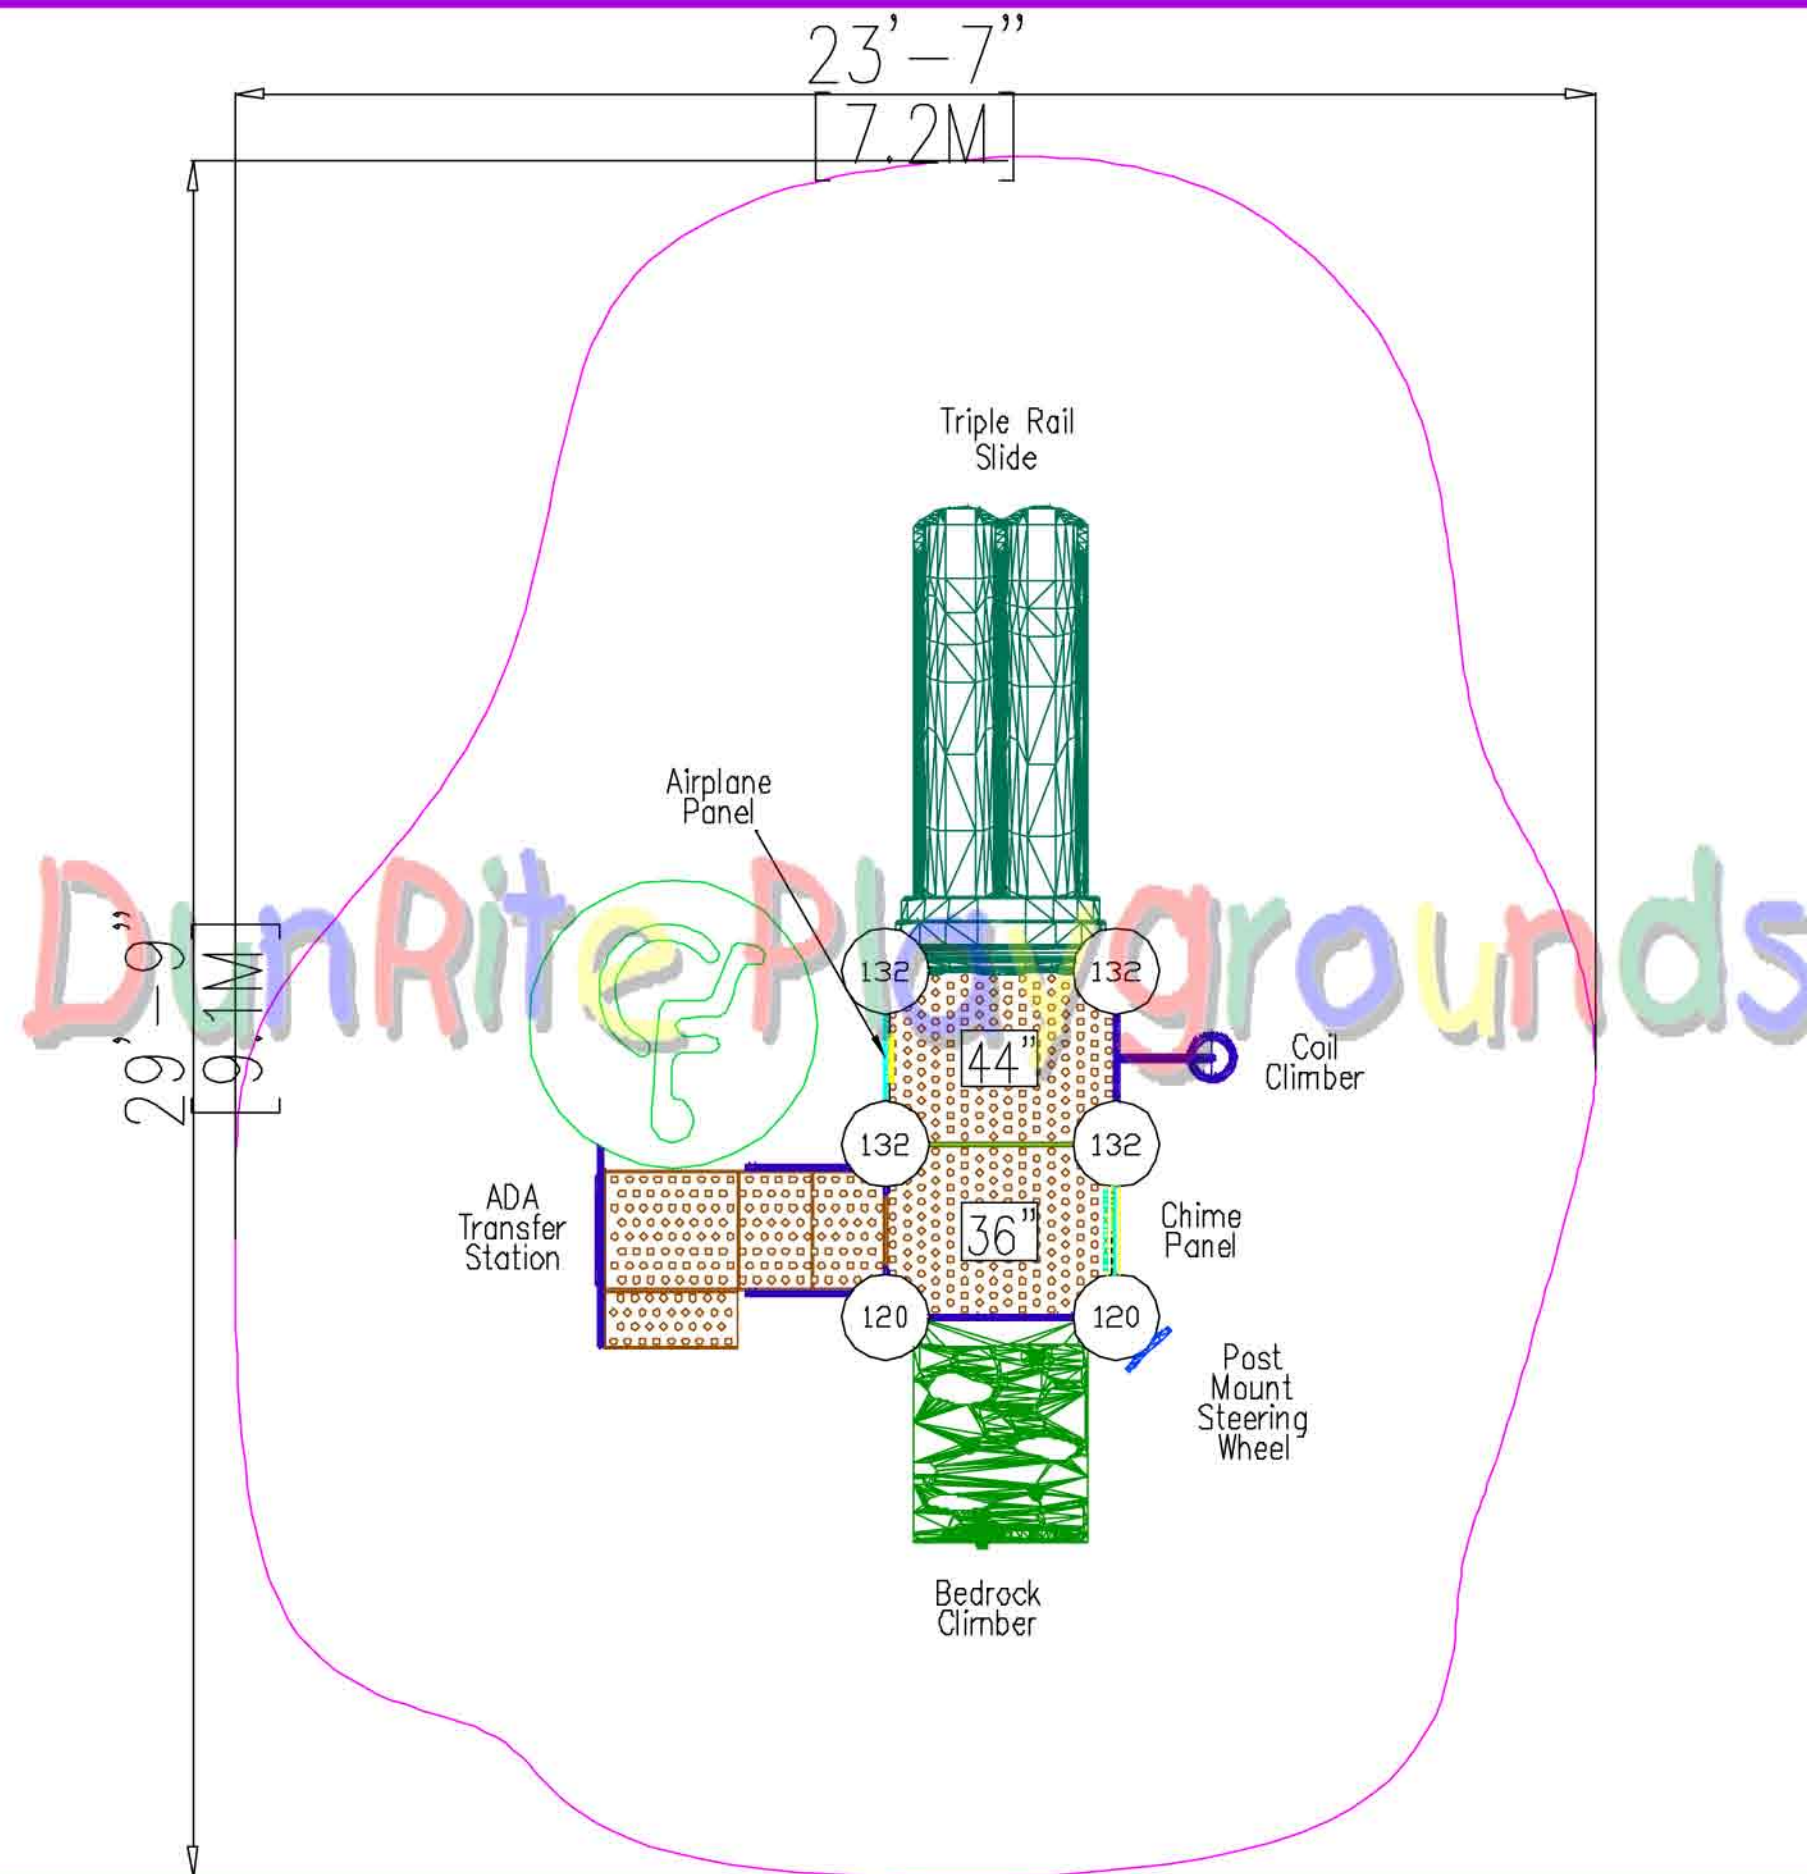 23'-7"
7.2M
Triple Rail
Slide
Airplane
Panel
DunRite Playgrounds
29'-9"
9.1M
132
132
44"
Coil
Climber
132
132
ADA
Transfer
Station
36"
Chime
Panel
120
120
Post
Mount
Steering
Wheel
Bedrock
Climber